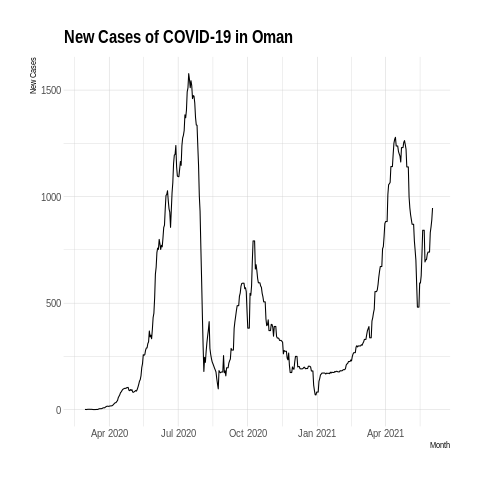 New Cases of COVID-19 in Oman
New Cases
1500
1000
500
0
Apr 2020 Jul 2020 Oct 2020 Jan 2021 Apr 2021
Month